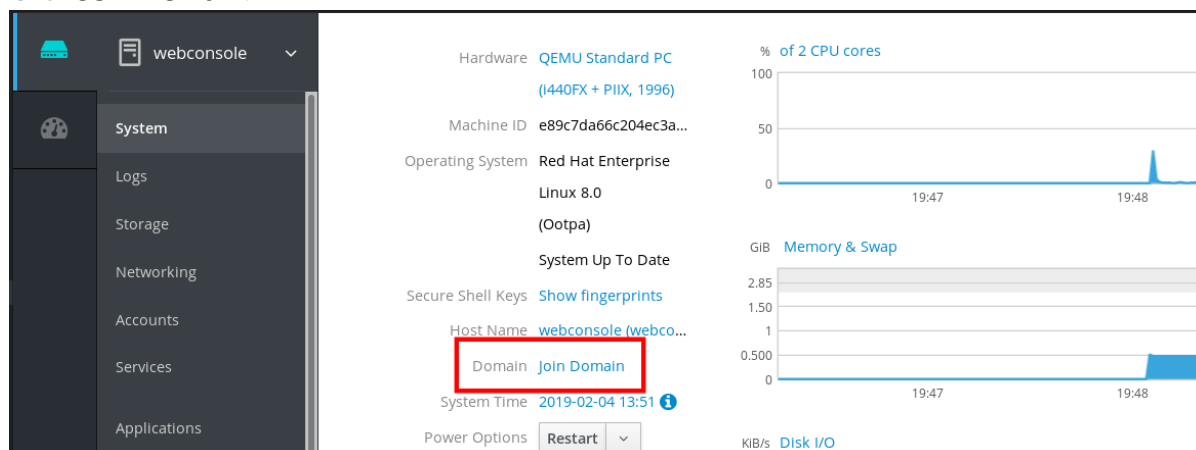 webconsole
System
Logs
Storage
Networking
Accounts
Services
Applications
Hardware QEMU Standard PC
(i440FX + PIIX, 1996)
Machine ID e89c7da66c204ec3a...
Operating System Red Hat Enterprise
Linux 8.0
(Ootpa)
System Up To Date
Secure Shell Keys Show fingerprints
Host Name webconsole (webco...
Domain Join Domain
System Time 2019-02-04 13:51
Power Options Restart
% of 2 CPU cores
100
50
0
19:47 19:48
GiB Memory & Swap
2.85
1.50
1
0.500
0
19:47 19:48
KiB/s Disk I/O